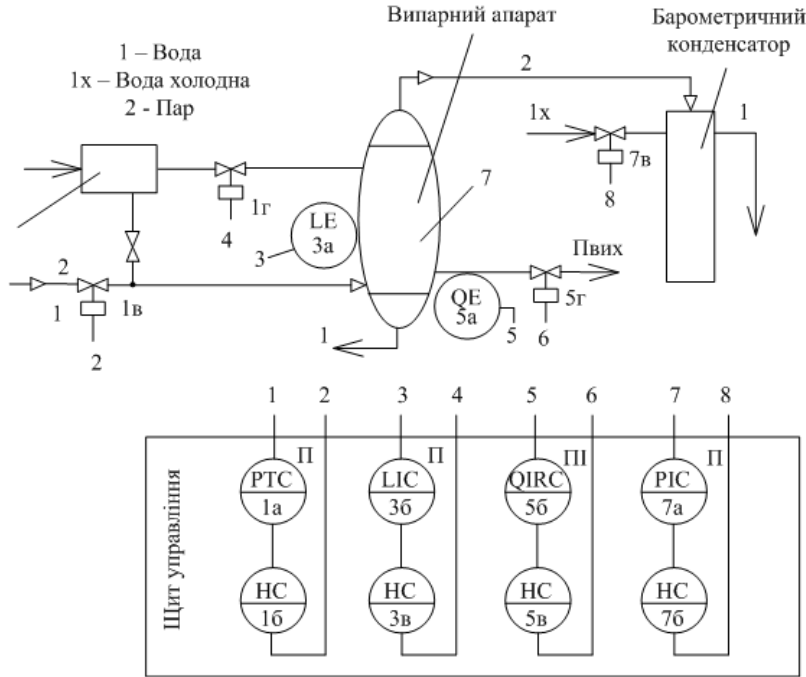 Випарний апарат
Барометричний
конденсатор
1 – Вода
1х – Вода холодна
2 - Пар
2
1х
1
7в
8
7
1г
4
LE
3а
3
Пвих
2
1
1в
2
QE
5а
5
5г
6
1
1
2
3
4
5
6
7
8
Щит управління
PTC
1а
П
LIC
3б
П
QIRC
5б
ПІ
PIC
7а
П
HC
1б
HC
3в
HC
5в
HC
7б